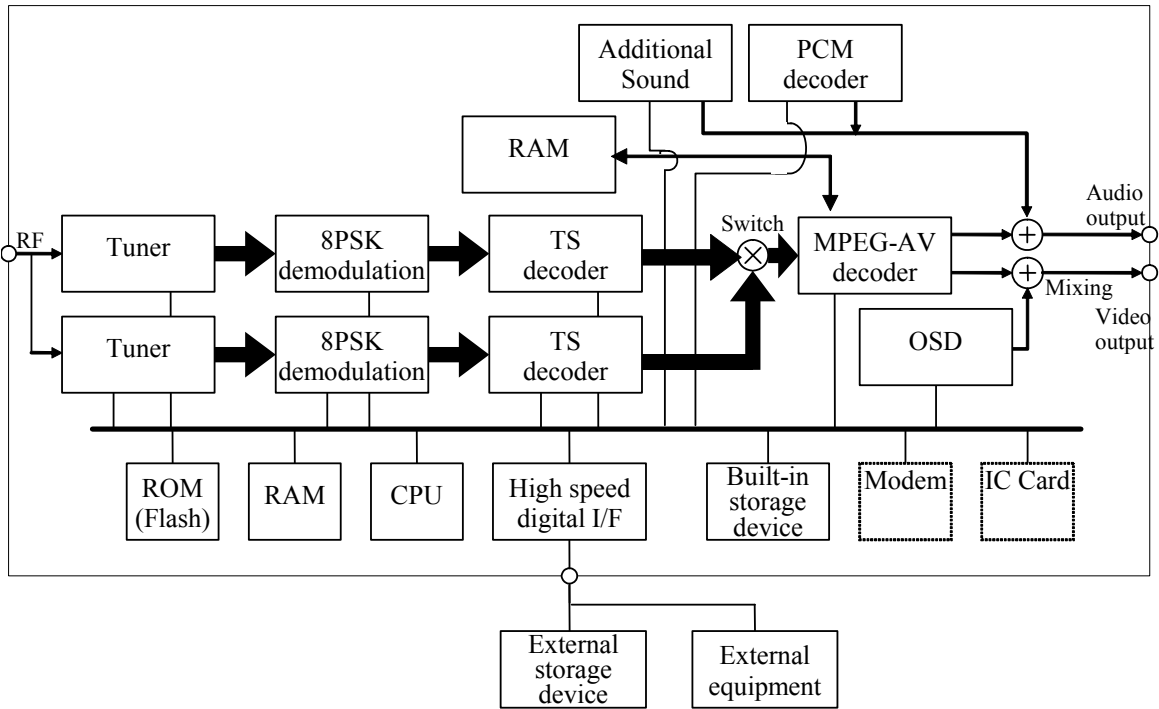 Additional
Sound
PCM
decoder
RAM
RF
Tuner
8PSK
demodulation
TS
decoder
Switch
MPEG-AV
decoder
Audio
output
Mixing
Video
output
Tuner
8PSK
demodulation
TS
decoder
OSD
ROM
(Flash)
RAM
CPU
High speed
digital I/F
Built-in
storage
device
Modem
IC Card
External
storage
device
External
equipment